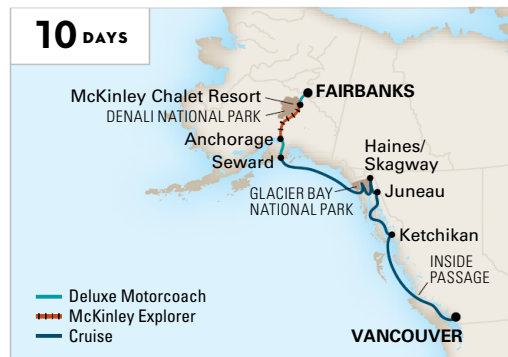 10 DAYS
FAIRBANKS
McKinley Chalet Resort
DENALI NATIONAL PARK
Anchorage
Seward
Haines/
Skagway
GLACIER BAY
NATIONAL PARK
Juneau
Ketchikan
INSIDE
PASSAGE
VANCOUVER
Deluxe Motorcoach
McKinley Explorer
Cruise